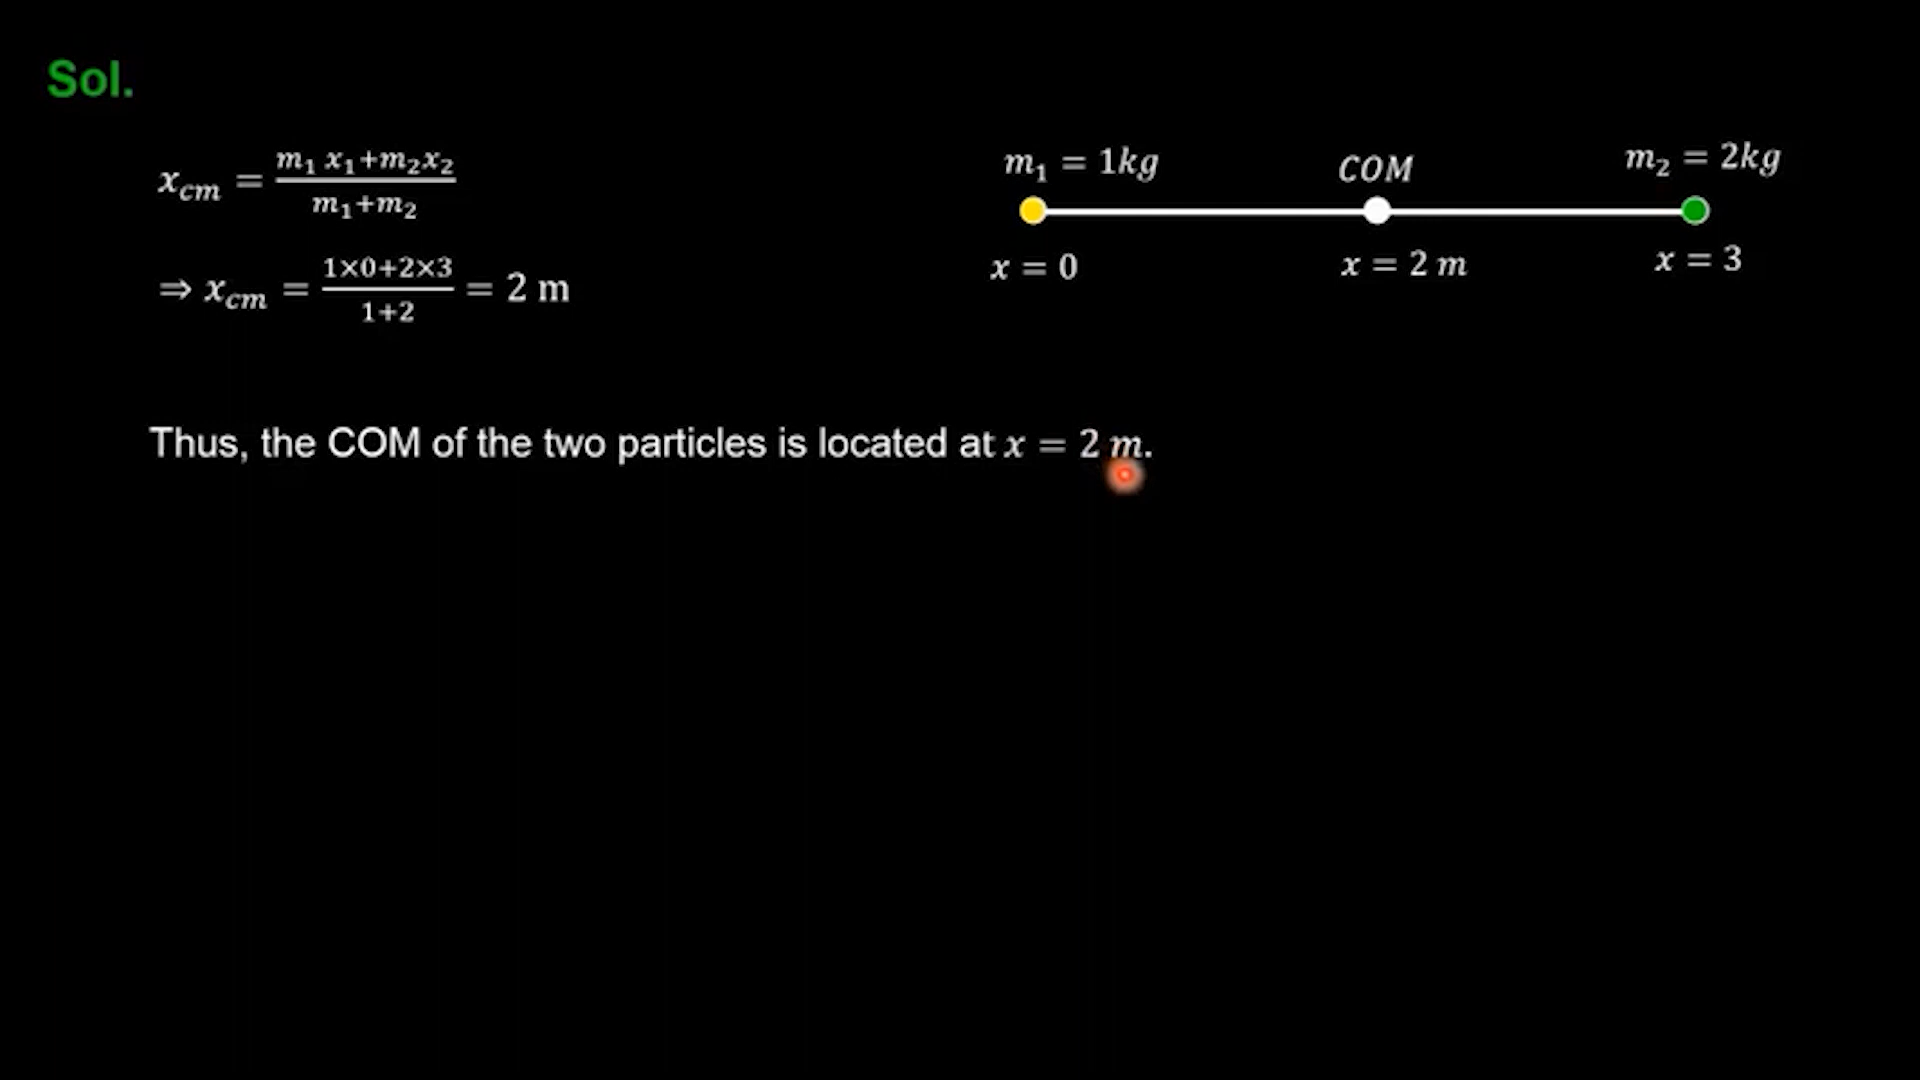 Sol.
x_cm = (m₁ x₁+m₂x₂)/(m₁+m₂)
⇒ x_cm = (1×0+2×3)/(1+2) = 2 m
m₁ = 1kg COM m₂ = 2kg
x = 0 x = 2 m x = 3
Thus, the COM of the two particles is located at x = 2 m.